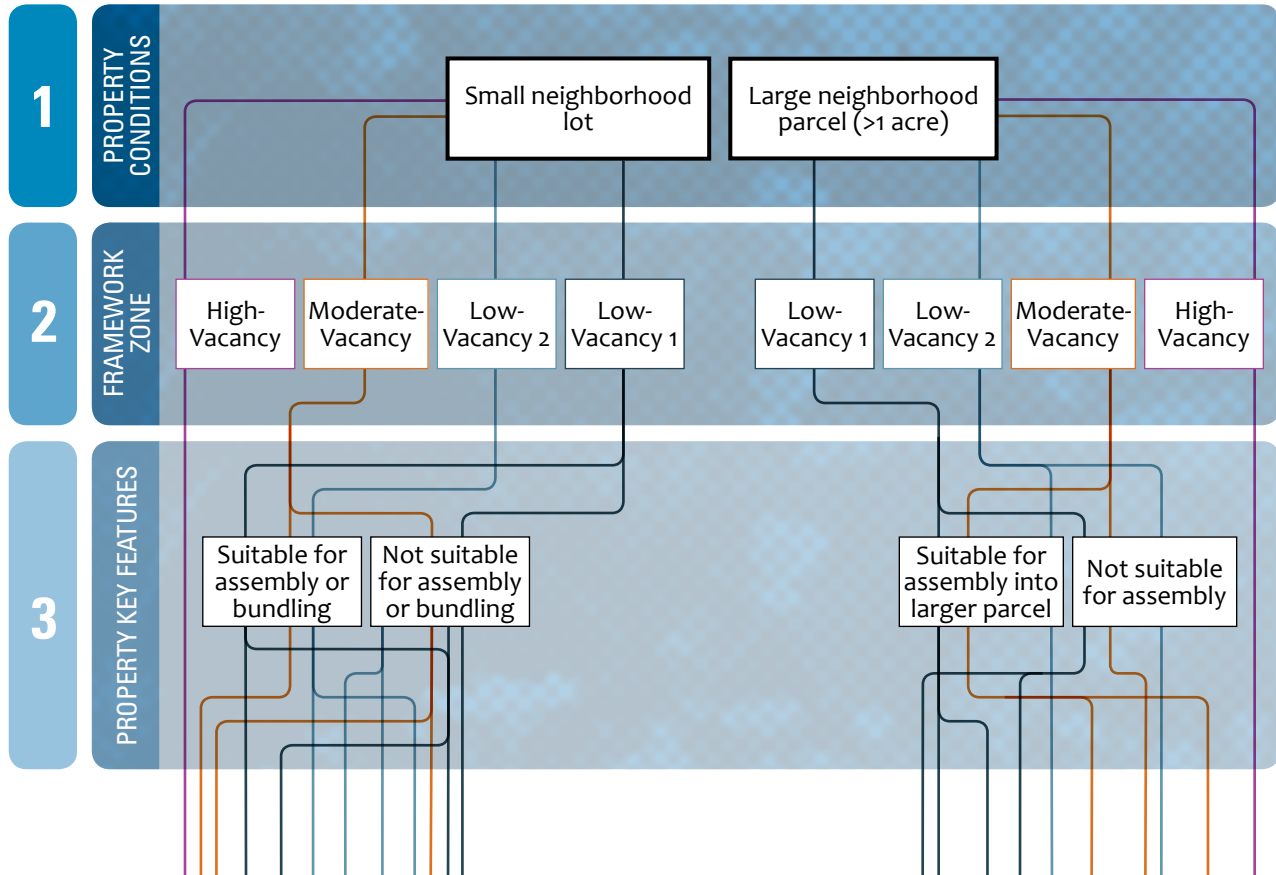 1
PROPERTY
CONDITIONS
Small neighborhood
lot
Large neighborhood
parcel (>1 acre)
2
FRAMEWORK
ZONE
High-
Vacancy
Moderate-
Vacancy
Low-
Vacancy 2
Low-
Vacancy 1
Low-
Vacancy 1
Low-
Vacancy 2
Moderate-
Vacancy
High-
Vacancy
3
PROPERTY KEY FEATURES
Suitable for
assembly or
bundling
Not suitable
for assembly
or bundling
Suitable for
assembly into
larger parcel
Not suitable
for assembly